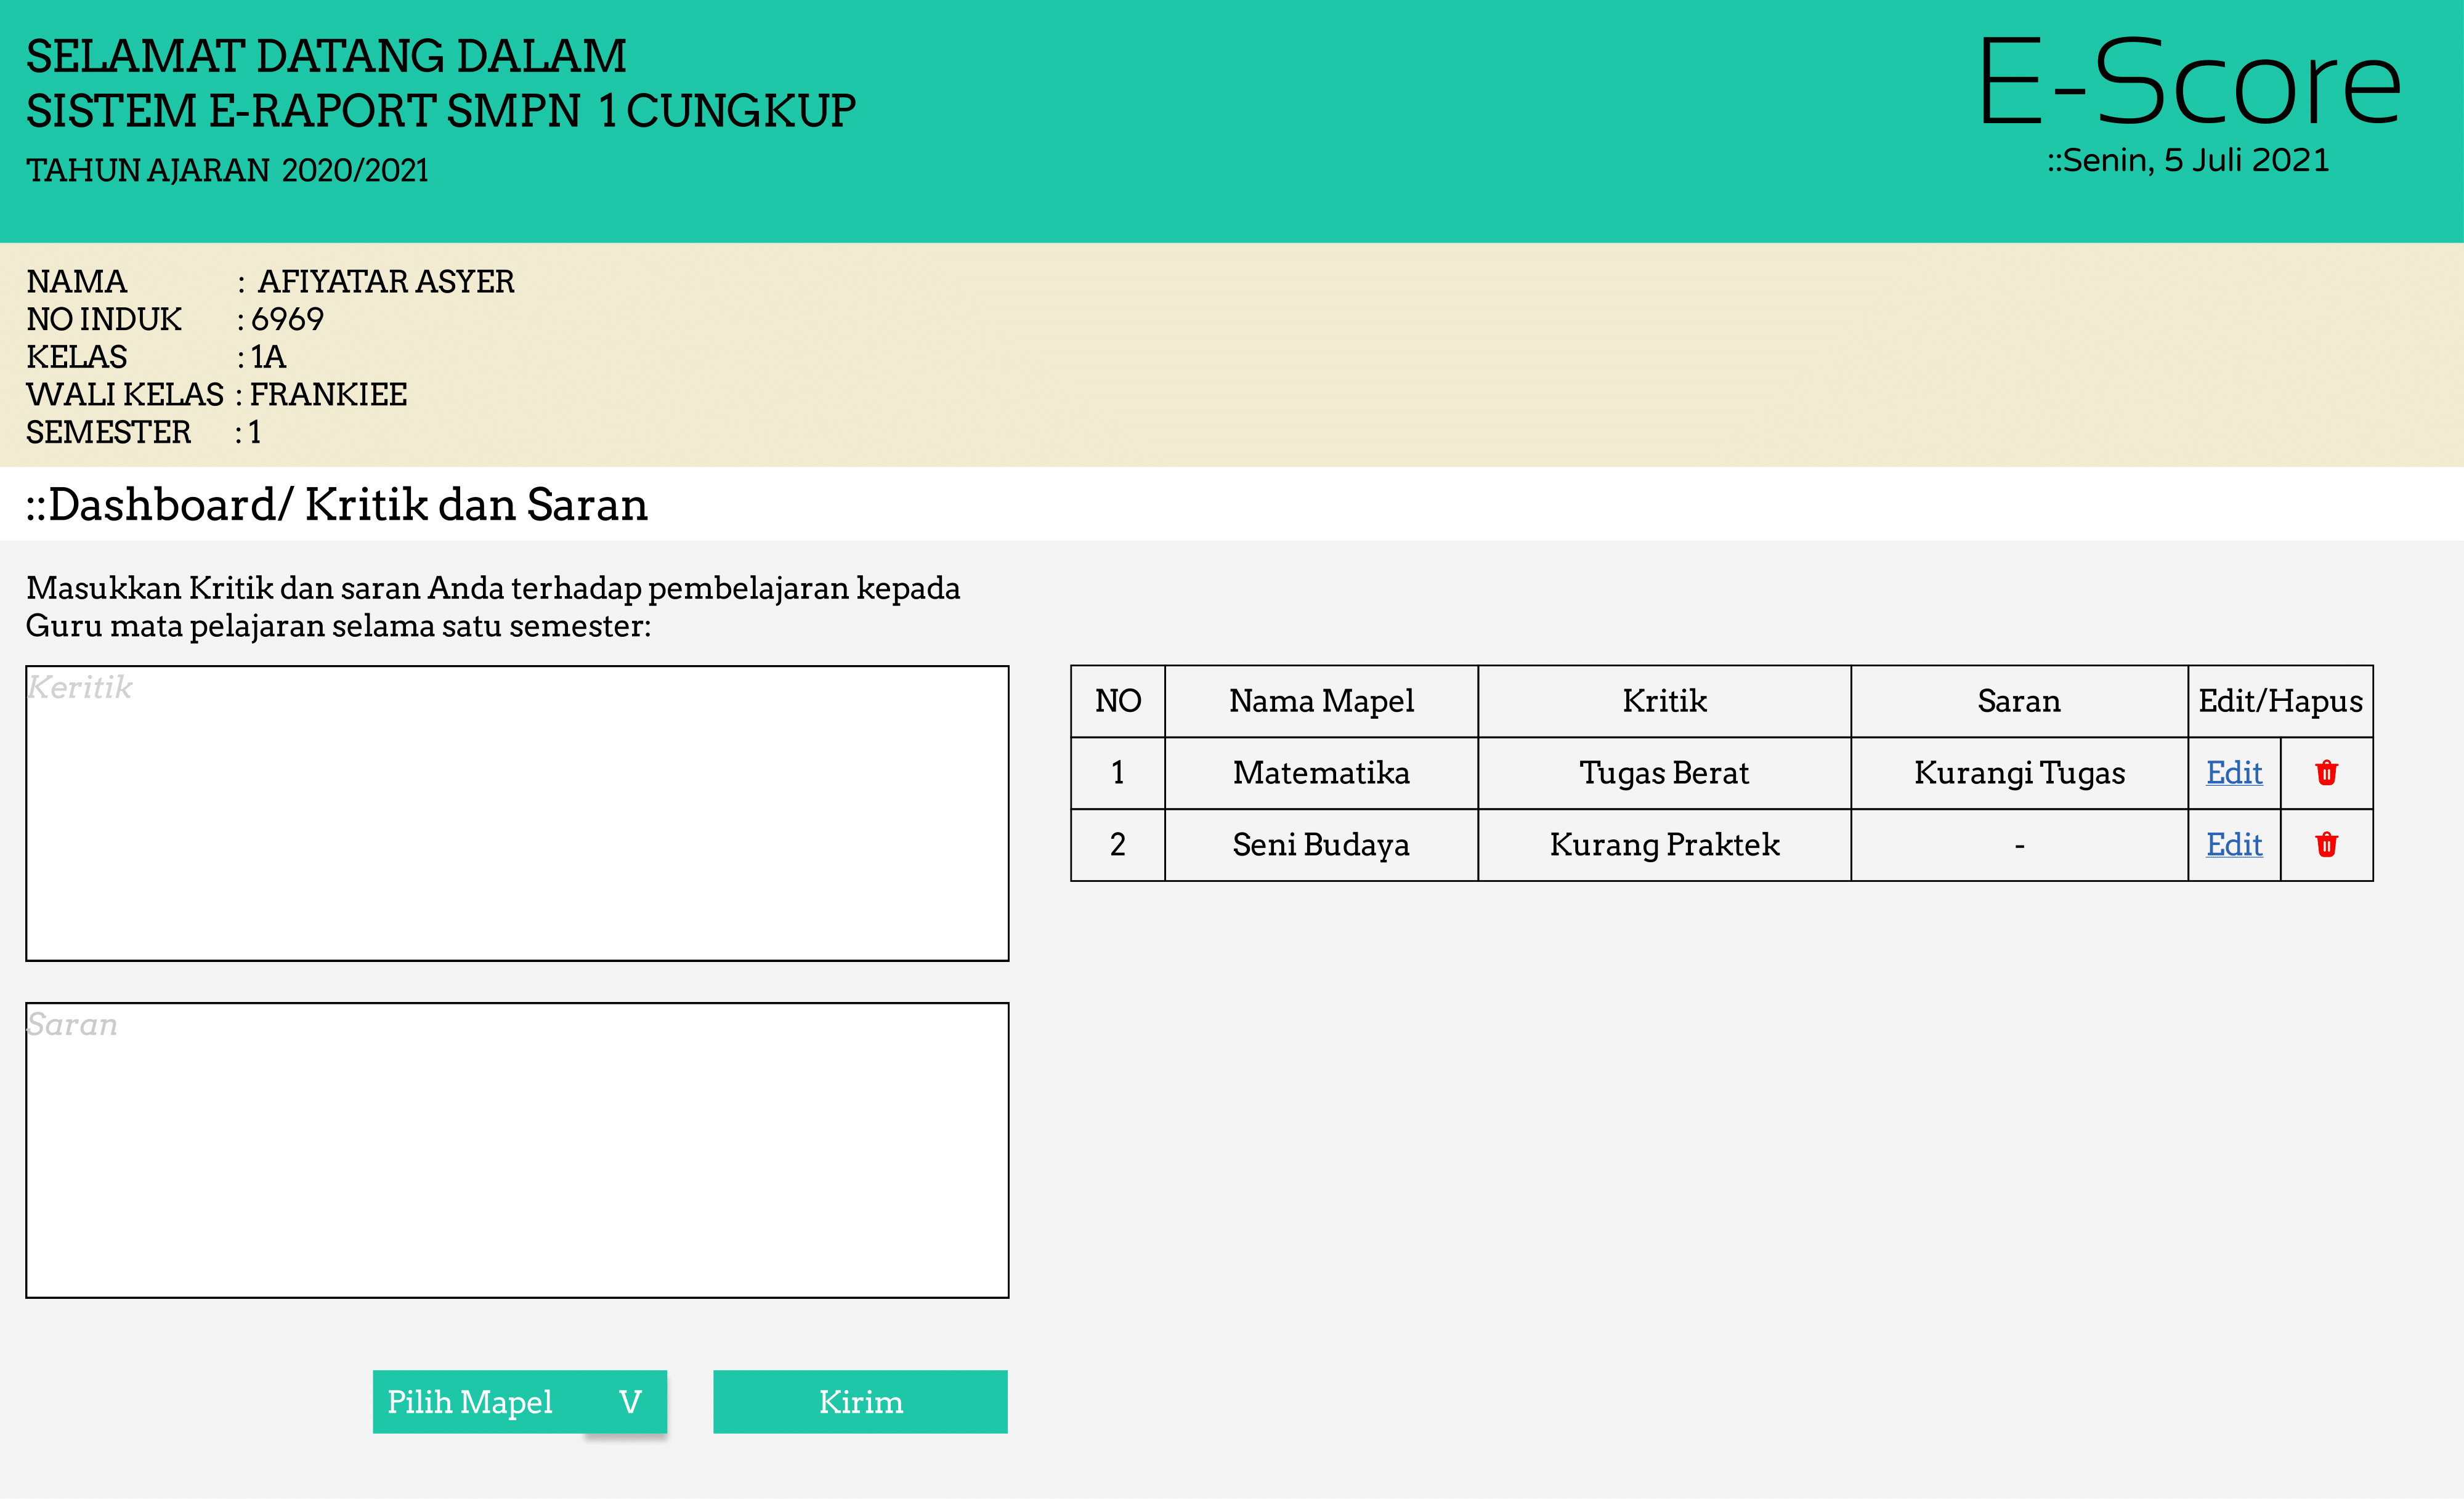 SELAMAT DATANG DALAM
SISTEM E-RAPORT SMPN 1 CUNGKUP
TAHUN AJARAN 2020/2021
E-Score
::Senin, 5 Juli 2021
NAMA : AFIYATAR ASYER
NO INDUK : 6969
KELAS : 1A
WALI KELAS : FRANKIEE
SEMESTER : 1
::Dashboard/ Kritik dan Saran
Masukkan Kritik dan saran Anda terhadap pembelajaran kepada
Guru mata pelajaran selama satu semester:
Keritik
Saran
Pilih Mapel V
Kirim
NO Nama Mapel Kritik Saran Edit/Hapus
1 Matematika Tugas Berat Kurangi Tugas Edit
2 Seni Budaya Kurang Praktek - Edit